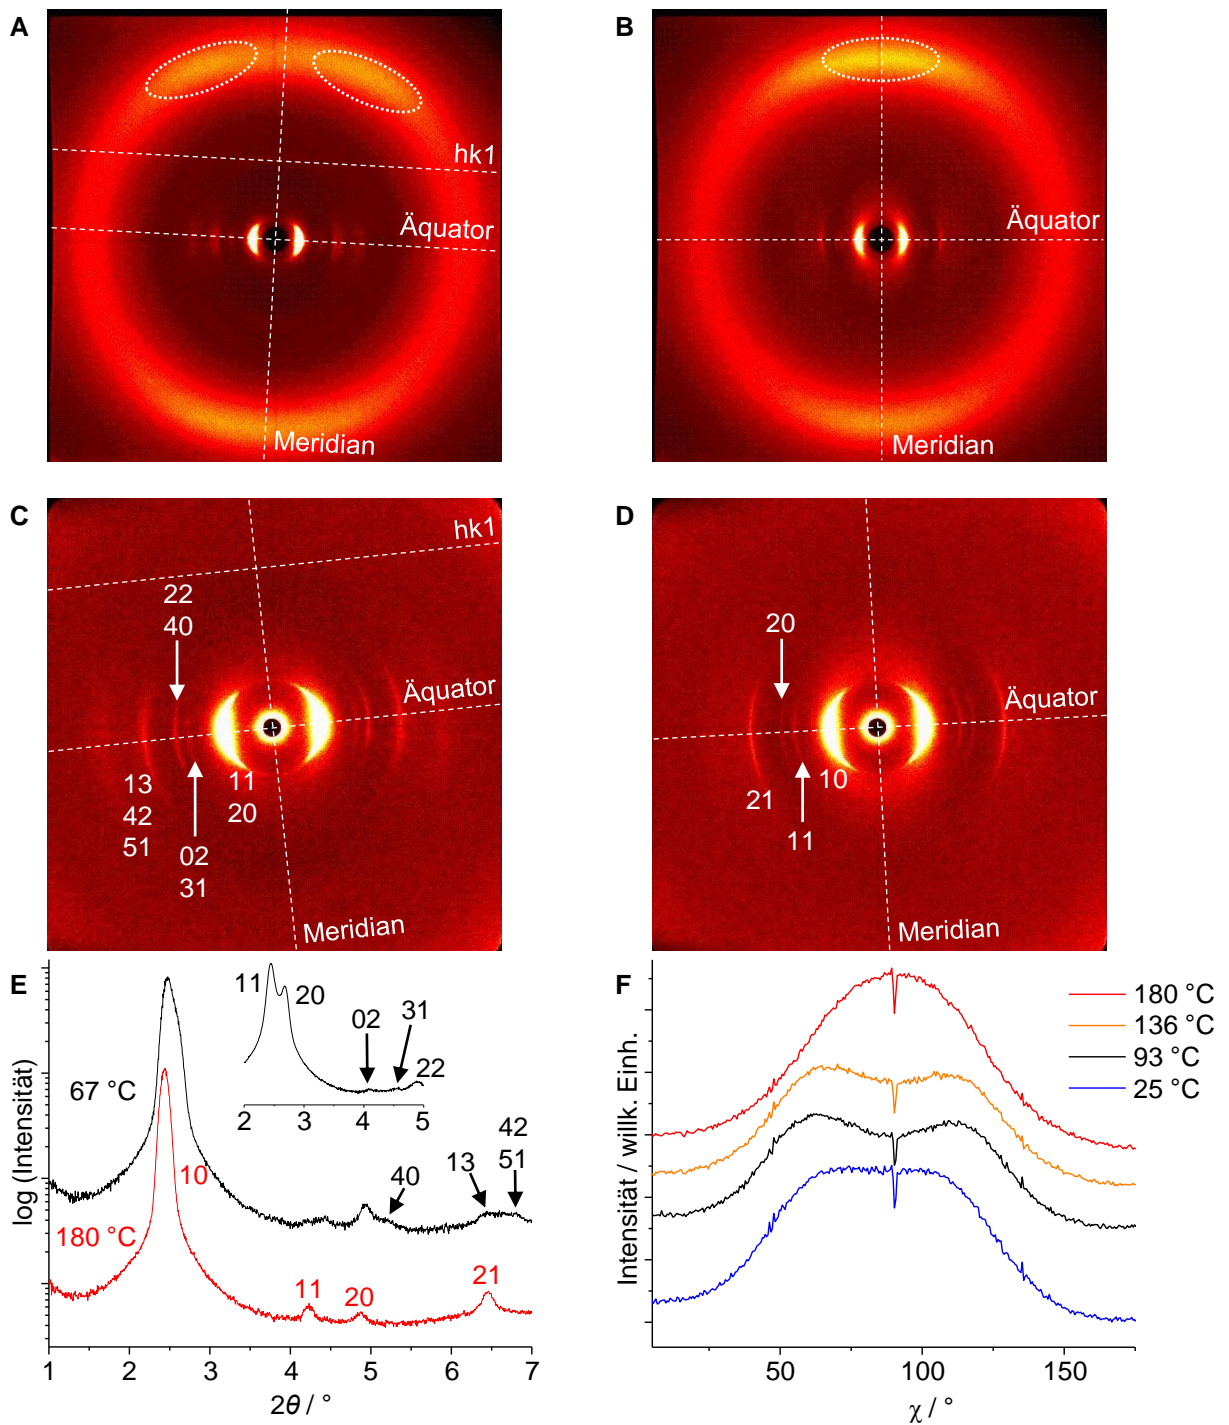 A
hk1
Äquator
Meridian
B
Äquator
Meridian
C
hk1
22
40
Äquator
13
42
51
11
20
02
31
Meridian
D
20
Äquator
10
21
11
Meridian
E
log (Intensität)
67 °C
180 °C
10
11
20
21
40
13
42
51
11
20
02
31
22
2 3 4 5
1 2 3 4 5 6 7
2θ / °
F
Intensität / willk. Einh.
180 °C
136 °C
93 °C
25 °C
50 100 150
χ / °